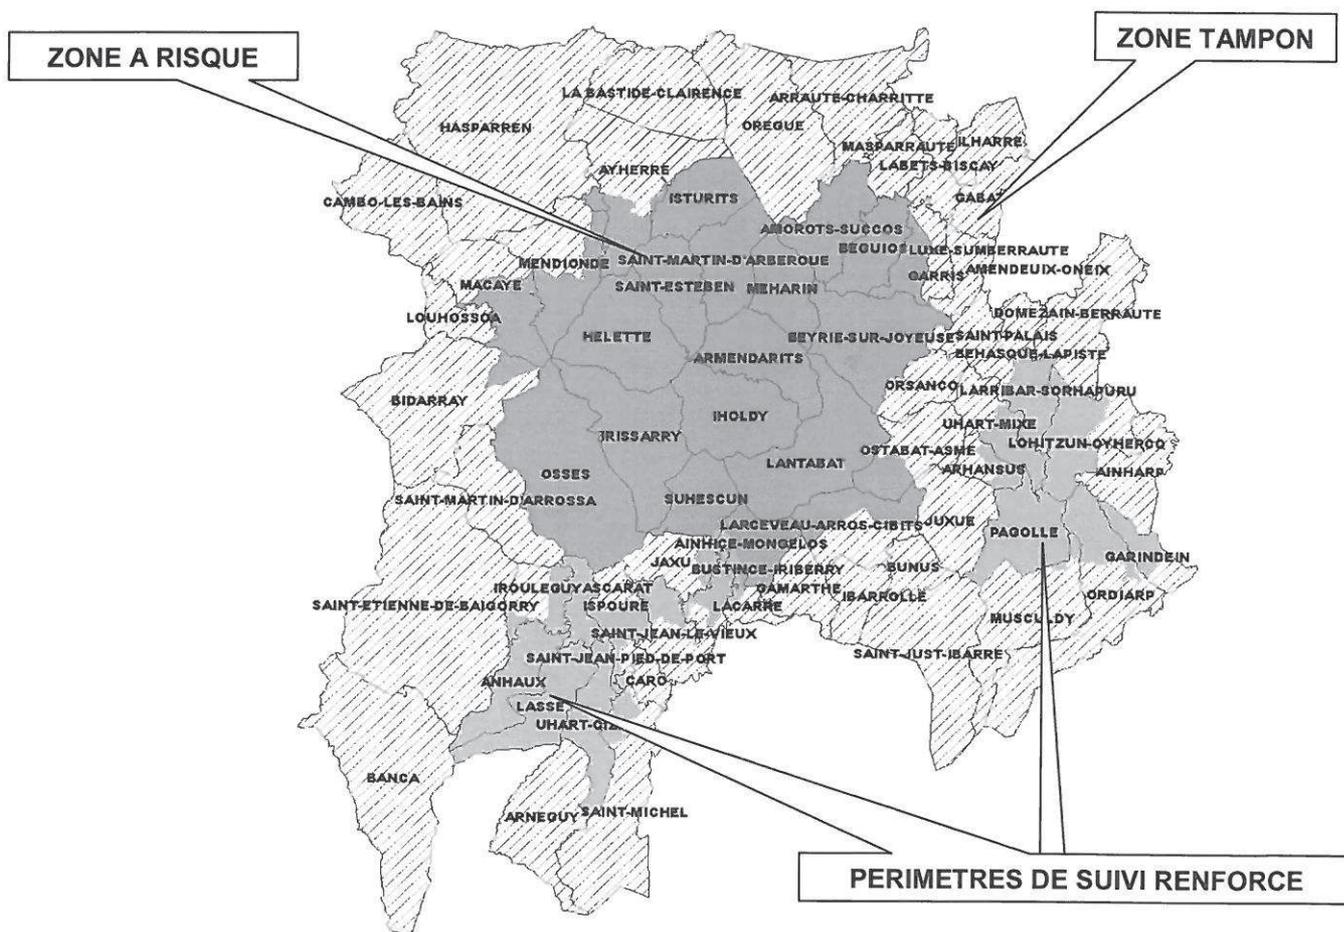 ZONE A RISQUE
ZONE TAMPON
LA BASTIDE-CLAIRENCE
ARRAUTE-CHARRITTE
HASPARREN
OREGUE
MASPARRAUTE
ILHARRE
LABETS-BISCAY
AYHERRE
GABAT
CAMBO-LES-BAINS
ISTURITS
AMOROTS-SUCCOS
BEGUIOS
LUXE-SUMBERRAUTE
MENDIONDE
SAINT-MARTIN-D'ARBEROUE
GARRIS
AMENDEUIX-ONEIX
MACAYE
SAINT-ESTEBEN
MEHARIN
LOUHOSSOA
DOMEZAIN-BERRAUTE
HELETTE
BEYRIE-SUR-JOYEUSE
SAINT-PALAIS
ARMENDARITS
BEHASQUE-LAPISTE
BIDARRAY
ORSANCO
LARRIBAR-SORHAPURU
IHOLDY
UHART-MIXE
IRISSARRY
LOHITZUN-OYHERCQ
OSTABAT-ASME
OSSES
LANTABAT
ARHANSUS
AINHARP
SAINT-MARTIN-D'ARROSSA
SUHESCUN
LARCEVEAU-ARROS-CIBITS
JUXUE
PAGOLLE
AINHICE-MONGELOS
JAXU
BUSTINCE-IRIBERRY
BUNUS
GARINDEIN
IROULEGUY
ASCARAT
GAMARTHE
IBARROLLE
ORDIARP
SAINT-ETIENNE-DE-BAIGORRY
ISPOURE
LACARRE
MUSCULDY
SAINT-JEAN-LE-VIEUX
SAINT-JEAN-PIED-DE-PORT
SAINT-JUST-IBARRE
ANHAUX
CARO
LASSE
UHART-CIZ
BANCA
ARNEGUY
SAINT-MICHEL
PERIMETRES DE SUIVI RENFORCE